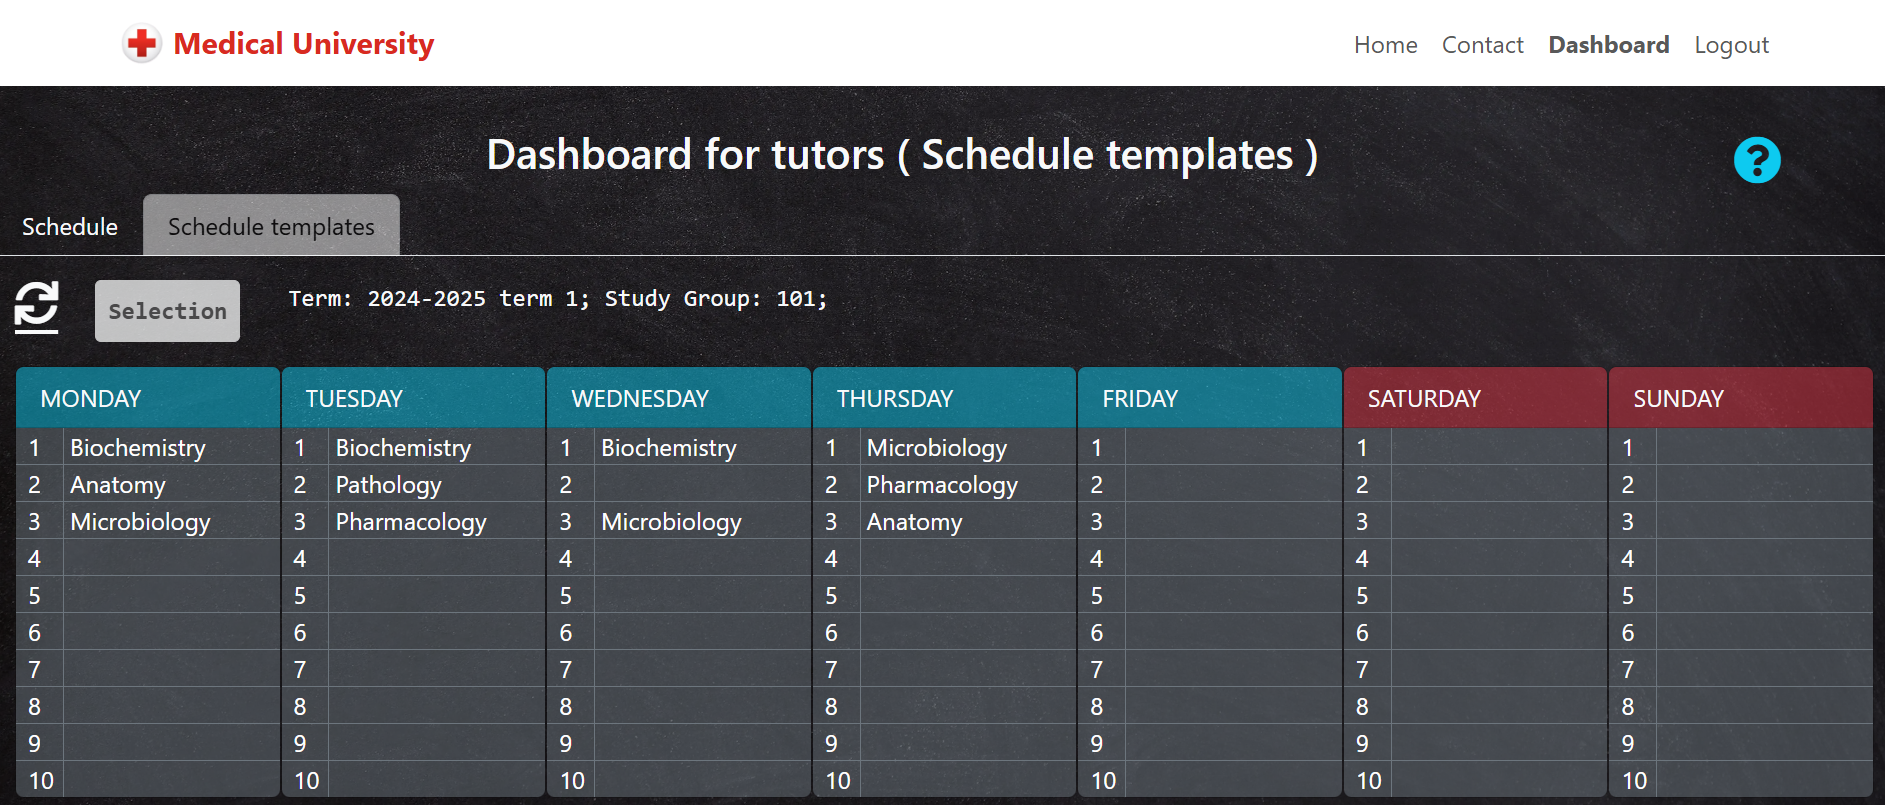 Medical University
Home Contact Dashboard Logout
Dashboard for tutors ( Schedule templates )
?
Schedule Schedule templates
Selection Term: 2024-2025 term 1; Study Group: 101;
MONDAY TUESDAY WEDNESDAY THURSDAY FRIDAY SATURDAY SUNDAY
1 Biochemistry 1 Biochemistry 1 Biochemistry 1 Microbiology 1 1 1
2 Anatomy 2 Pathology 2 2 Pharmacology 2 2 2
3 Microbiology 3 Pharmacology 3 Microbiology 3 Anatomy 3 3 3
4 4 4 4 4 4 4
5 5 5 5 5 5 5
6 6 6 6 6 6 6
7 7 7 7 7 7 7
8 8 8 8 8 8 8
9 9 9 9 9 9 9
10 10 10 10 10 10 10